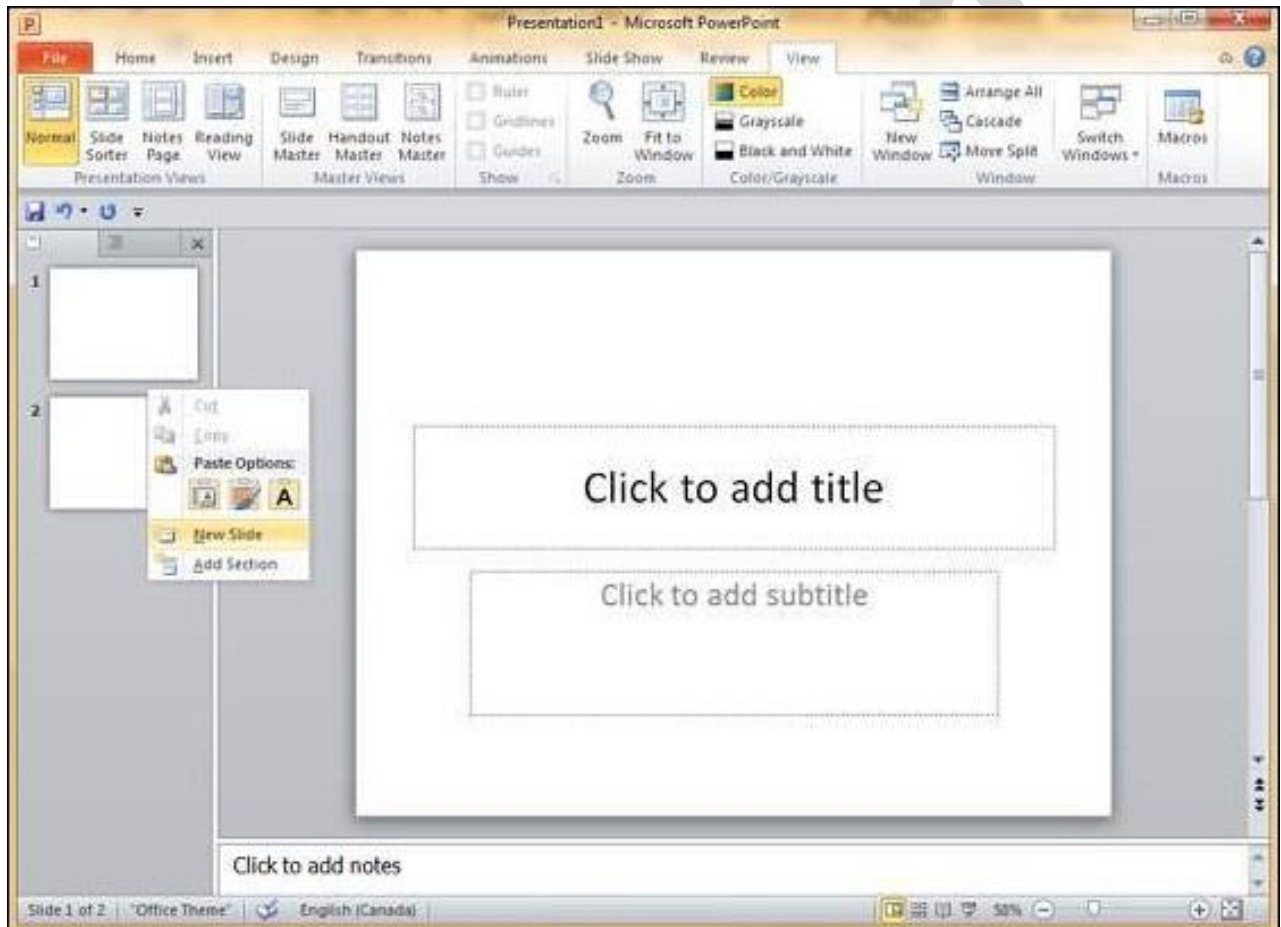 Presentation1 - Microsoft PowerPoint
File Home Insert Design Transitions Animations Slide Show Review View
Normal Slide Sorter Notes Page Reading View Slide Master Handout Master Notes Master Ruler Gridlines Guides Zoom Fit to Window Color Grayscale Black and White New Window Arrange All Cascade Move Split Switch Windows Macros
Presentation Views Master Views Show Zoom Color/Grayscale Window Macros
1
2
Cut
Copy
Paste Options:
A
New Slide
Add Section
Click to add title
Click to add subtitle
Click to add notes
Slide 1 of 2 "Office Theme" English (Canada) 58%